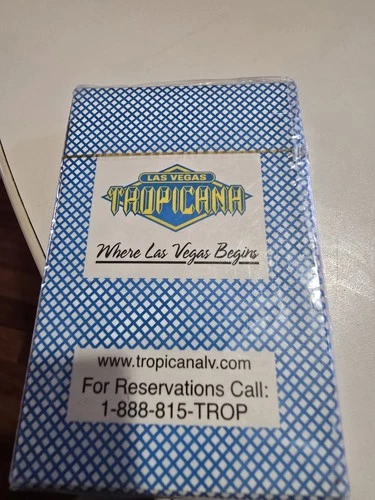 LAS VEGAS
TROPICANA
Where Las Vegas Begins
www.tropicanalv.com
For Reservations Call:
1-888-815-TROP